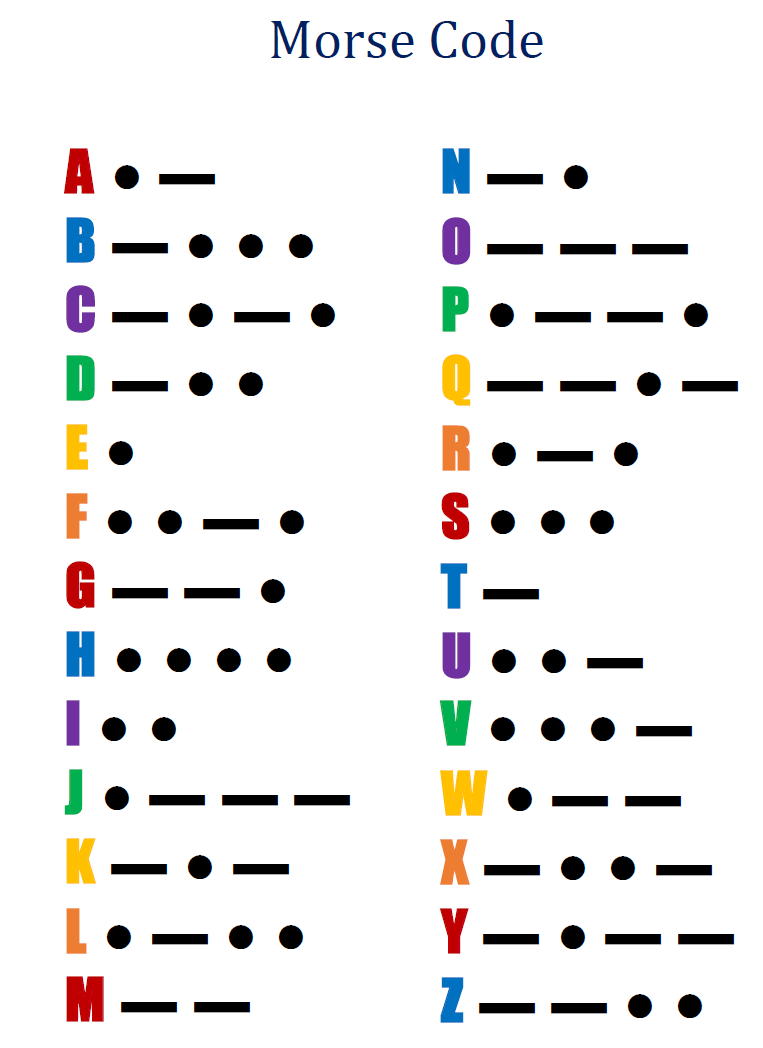 Morse Code
A ● —
B — ● ● ●
C — ● — ●
D — ● ●
E ●
F ● ● — ●
G — — ●
H ● ● ● ●
I ● ●
J ● — — —
K — ● —
L ● — ● ●
M — —
N — ●
O — — —
P ● — — ●
Q — — ● —
R ● — ●
S ● ● ●
T —
U ● ● —
V ● ● ● —
W ● — —
X — ● ● —
Y — ● — —
Z — — ● ●